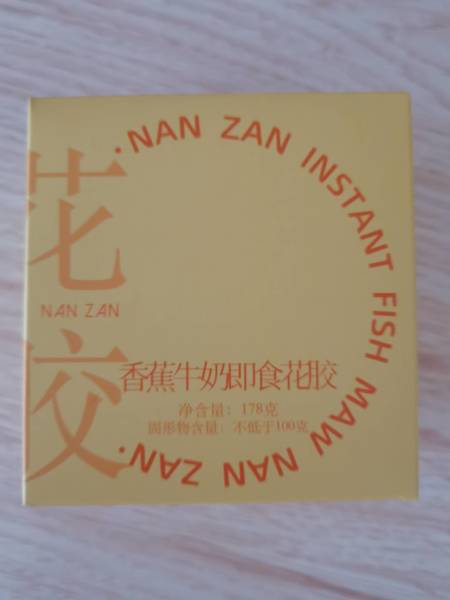 ·NAN ZAN INSTANT FISH MAW NAN ZAN·
花胶
NAN ZAN
香蕉牛奶即食花胶
净含量：178克
固形物含量：不低于100克